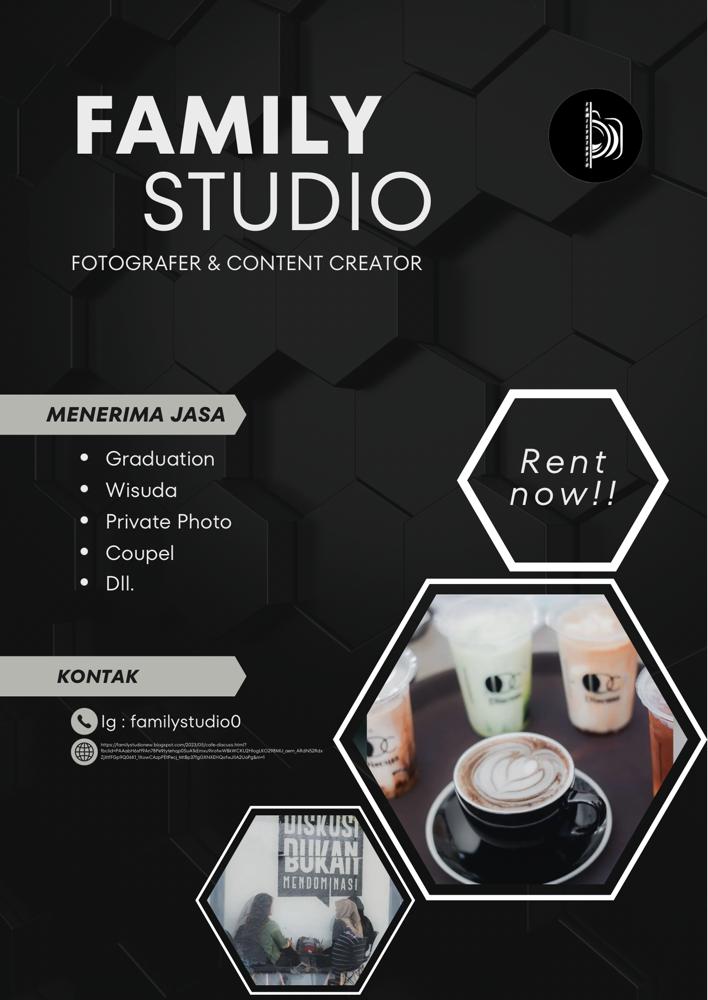 FAMILY
STUDIO
FOTOGRAFER & CONTENT CREATOR
MENERIMA JASA
Graduation
Wisuda
Private Photo
Coupel
Dll.
Rent
now!!
KONTAK
Ig : familystudio0
DISKUSI
BUKAN
MENDOMINASI